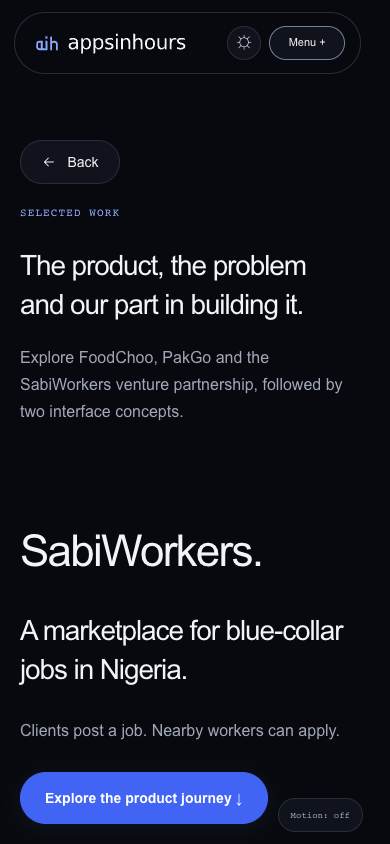 aih appsinhours
Menu +
← Back
SELECTED WORK
The product, the problem
and our part in building it.
Explore FoodChoo, PakGo and the
SabiWorkers venture partnership, followed by
two interface concepts.
SabiWorkers.
A marketplace for blue-collar
jobs in Nigeria.
Clients post a job. Nearby workers can apply.
Explore the product journey ↓
Motion: off